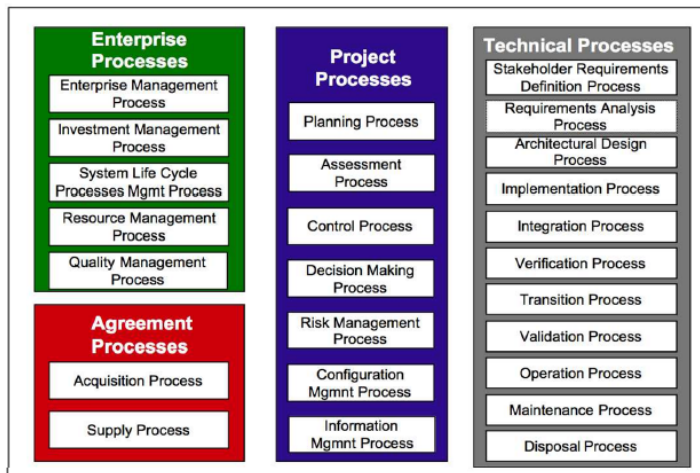 Enterprise
Processes
Enterprise Management
Process
Investment Management
Process
System Life Cycle
Processes Mgmt Process
Resource Management
Process
Quality Management
Process
Agreement
Processes
Acquisition Process
Supply Process
Project
Processes
Planning Process
Assessment
Process
Control Process
Decision Making
Process
Risk Management
Process
Configuration
Mgmnt Process
Information
Mgmnt Process
Technical Processes
Stakeholder Requirements
Definition Process
Requirements Analysis
Process
Architectural Design
Process
Implementation Process
Integration Process
Verification Process
Transition Process
Validation Process
Operation Process
Maintenance Process
Disposal Process